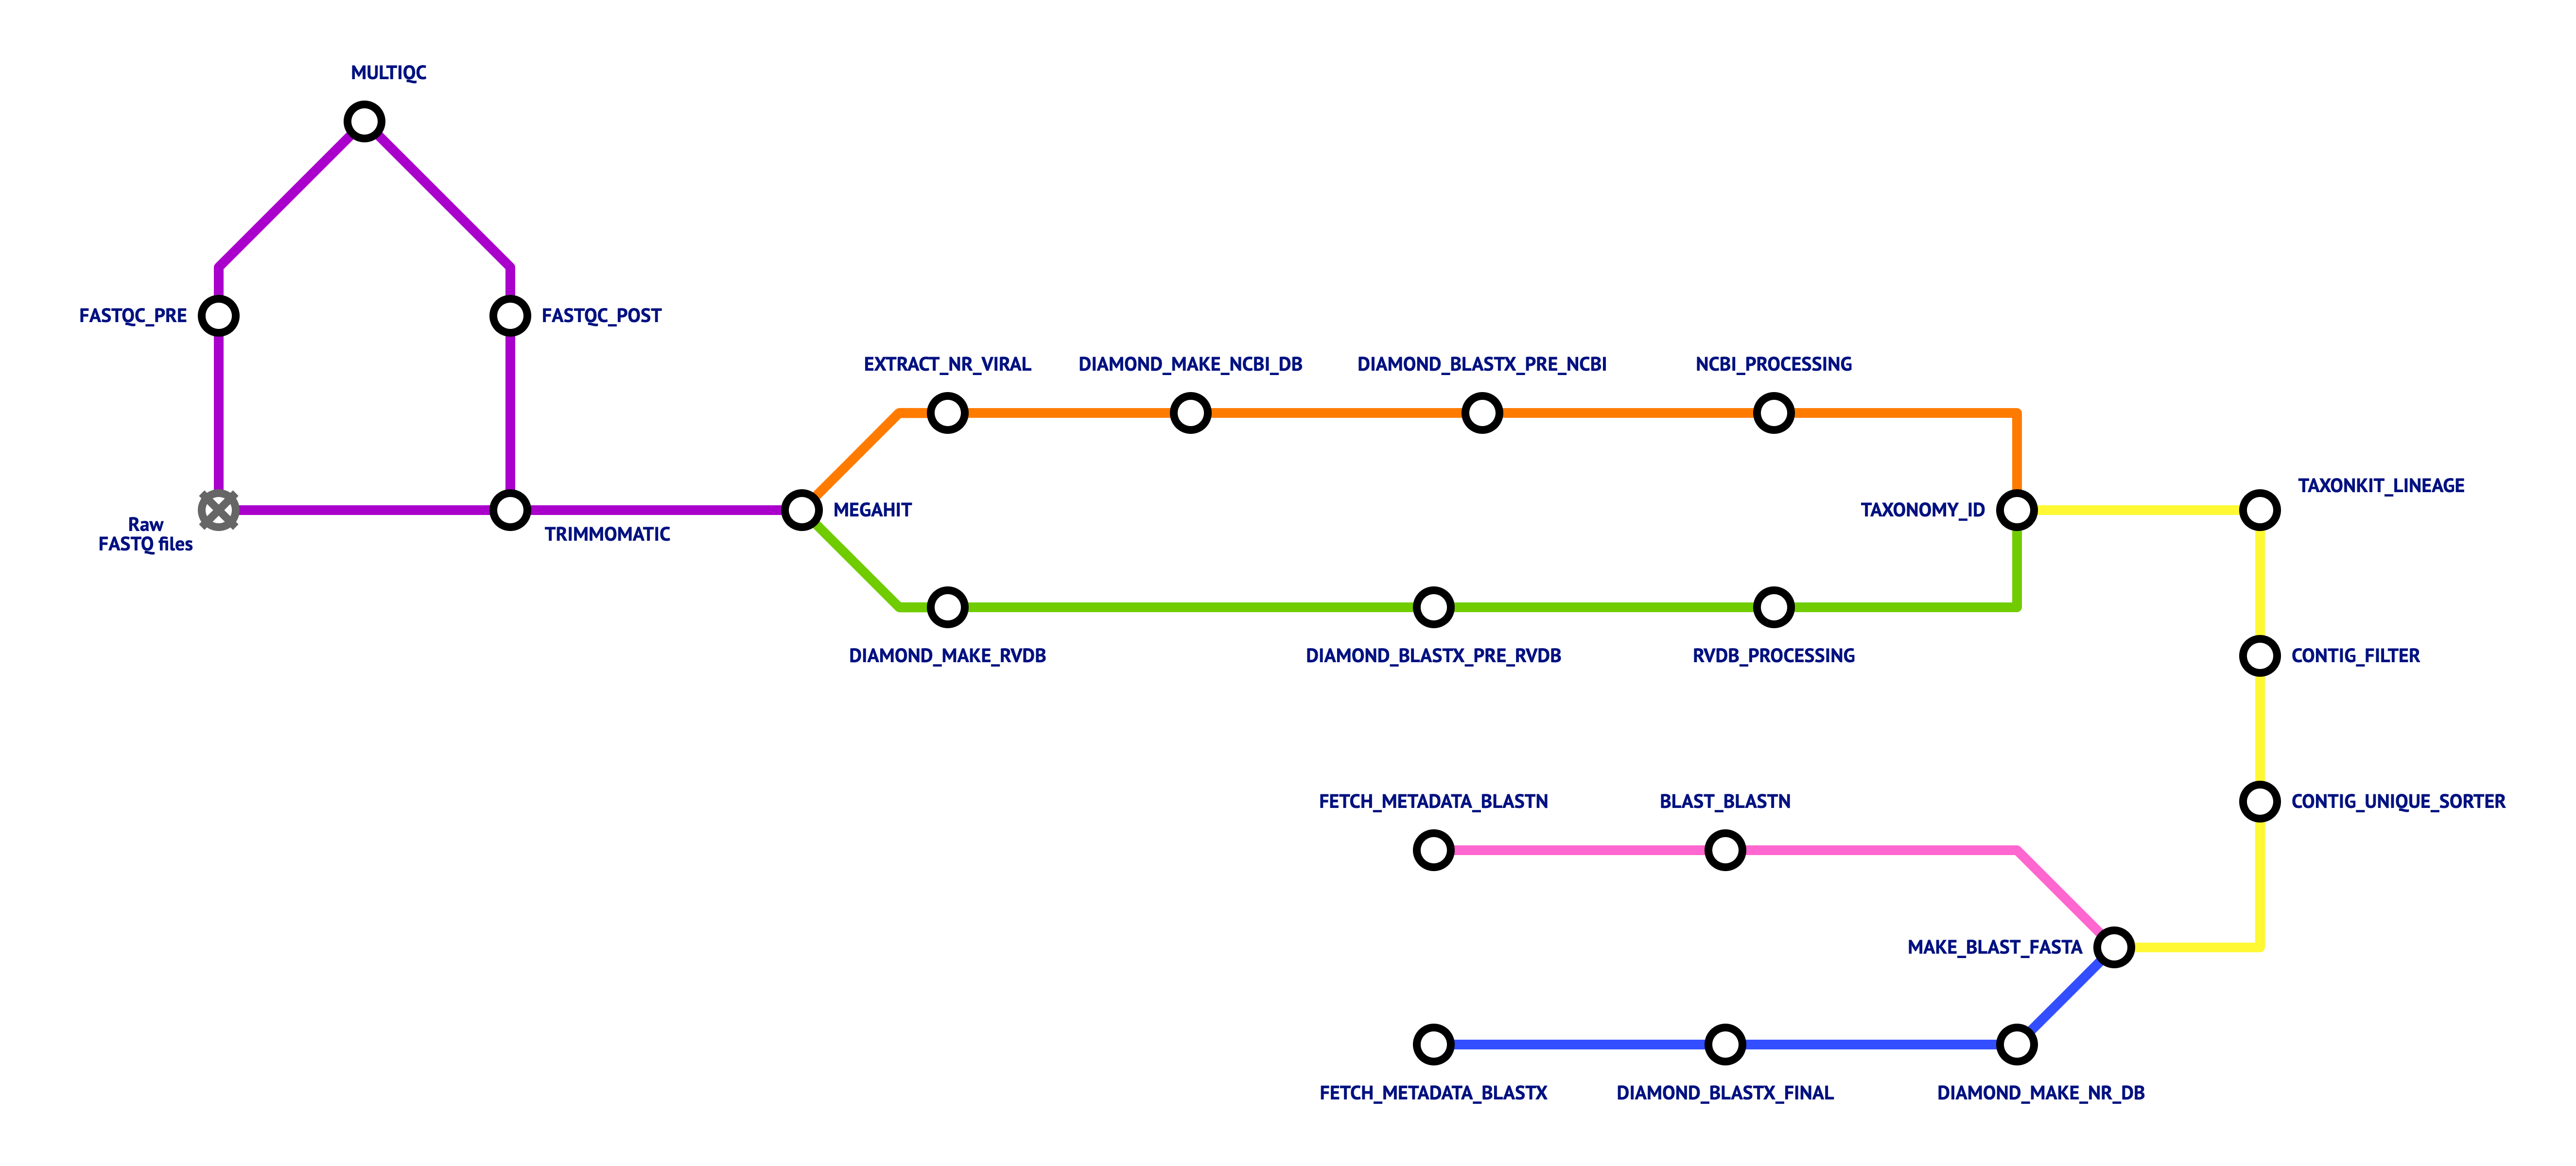 MULTIQC
FASTQC_PRE
FASTQC_POST
Raw
FASTQ files
TRIMMOMATIC
MEGAHIT
EXTRACT_NR_VIRAL
DIAMOND_MAKE_NCBI_DB
DIAMOND_BLASTX_PRE_NCBI
NCBI_PROCESSING
DIAMOND_MAKE_RVDB
DIAMOND_BLASTX_PRE_RVDB
RVDB_PROCESSING
TAXONOMY_ID
TAXONKIT_LINEAGE
CONTIG_FILTER
CONTIG_UNIQUE_SORTER
FETCH_METADATA_BLASTN
BLAST_BLASTN
MAKE_BLAST_FASTA
FETCH_METADATA_BLASTX
DIAMOND_BLASTX_FINAL
DIAMOND_MAKE_NR_DB